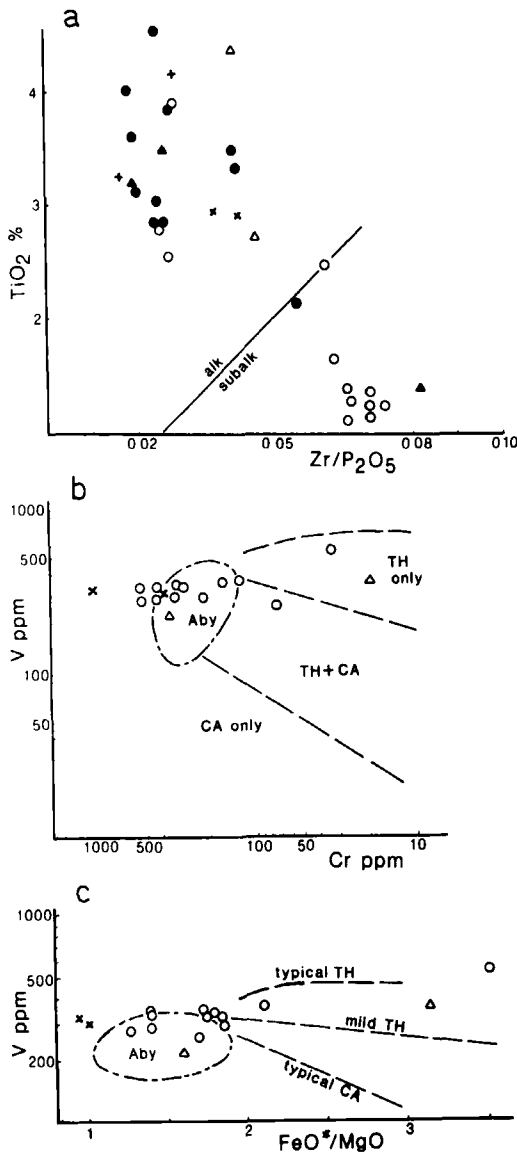 a
4
3
2
TiO₂ %
alk
subalk
0 02
0 05
0 08
0 10
Zr/P₂O₅
b
500
100
50
V ppm
TH
only
Aby
TH+CA
CA only
1000
500
100
50
10
Cr ppm
c
1000
500
200
V ppm
typical TH
mild TH
typical CA
Aby
1
2
3
FeO*/MgO